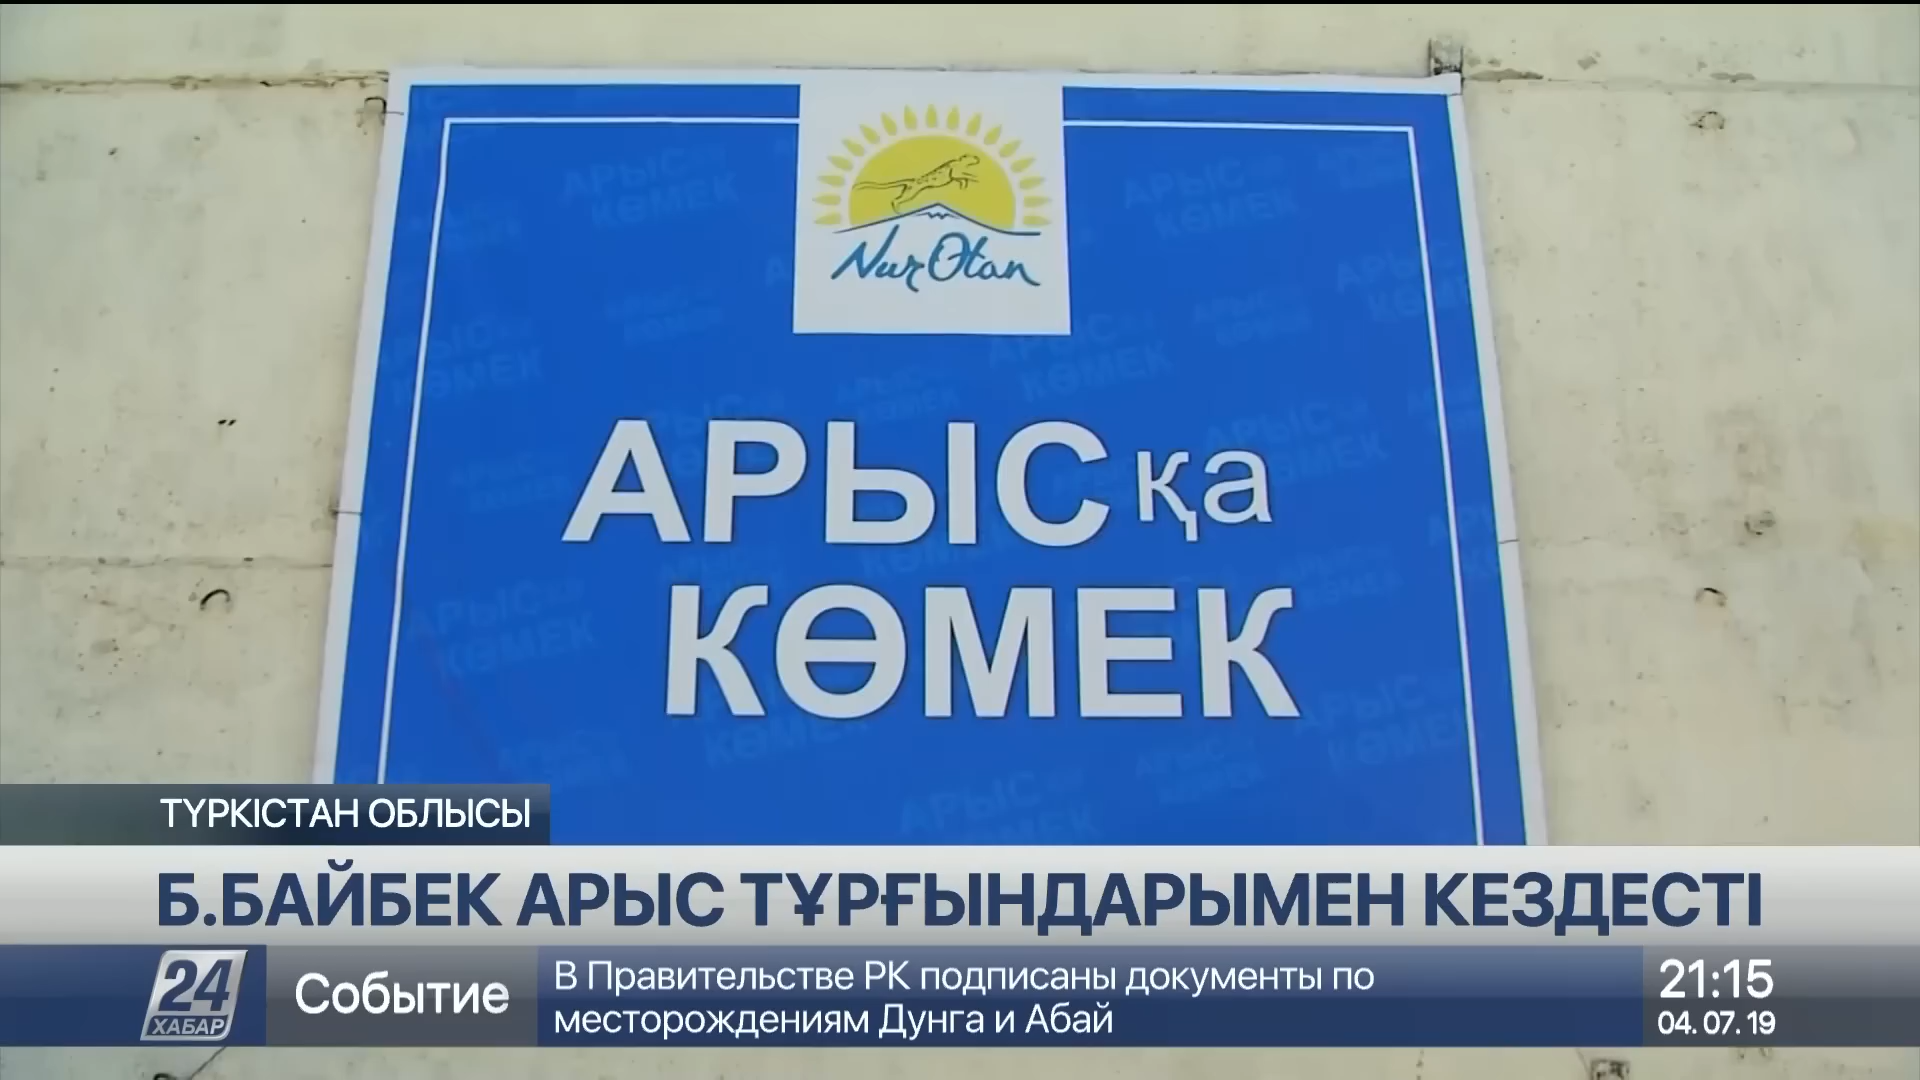 Nur Otan
АРЫСқа
КӨМЕК
ТҮРКІСТАН ОБЛЫСЫ
Б.БАЙБЕК АРЫС ТҰРҒЫНДАРЫМЕН КЕЗДЕСТІ
24
ХАБАР
Событие
В Правительстве РК подписаны документы по
месторождениям Дунга и Абай
21:15
04. 07. 19